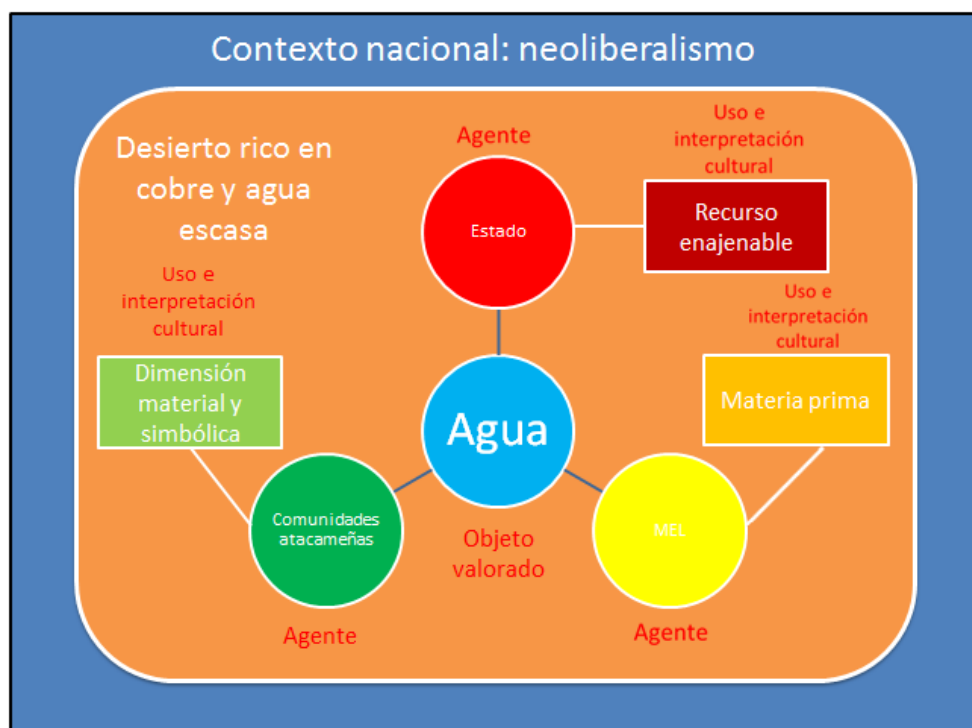 Contexto nacional: neoliberalismo
Desierto rico en
cobre y agua
escasa
Agente
Estado
Uso e
interpretación
cultural
Recurso
enajenable
Uso e
interpretación
cultural
Dimensión
material y
simbólica
Uso e
interpretación
cultural
Materia prima
Agua
Objeto
valorado
Comunidades
atacameñas
Agente
MEL
Agente